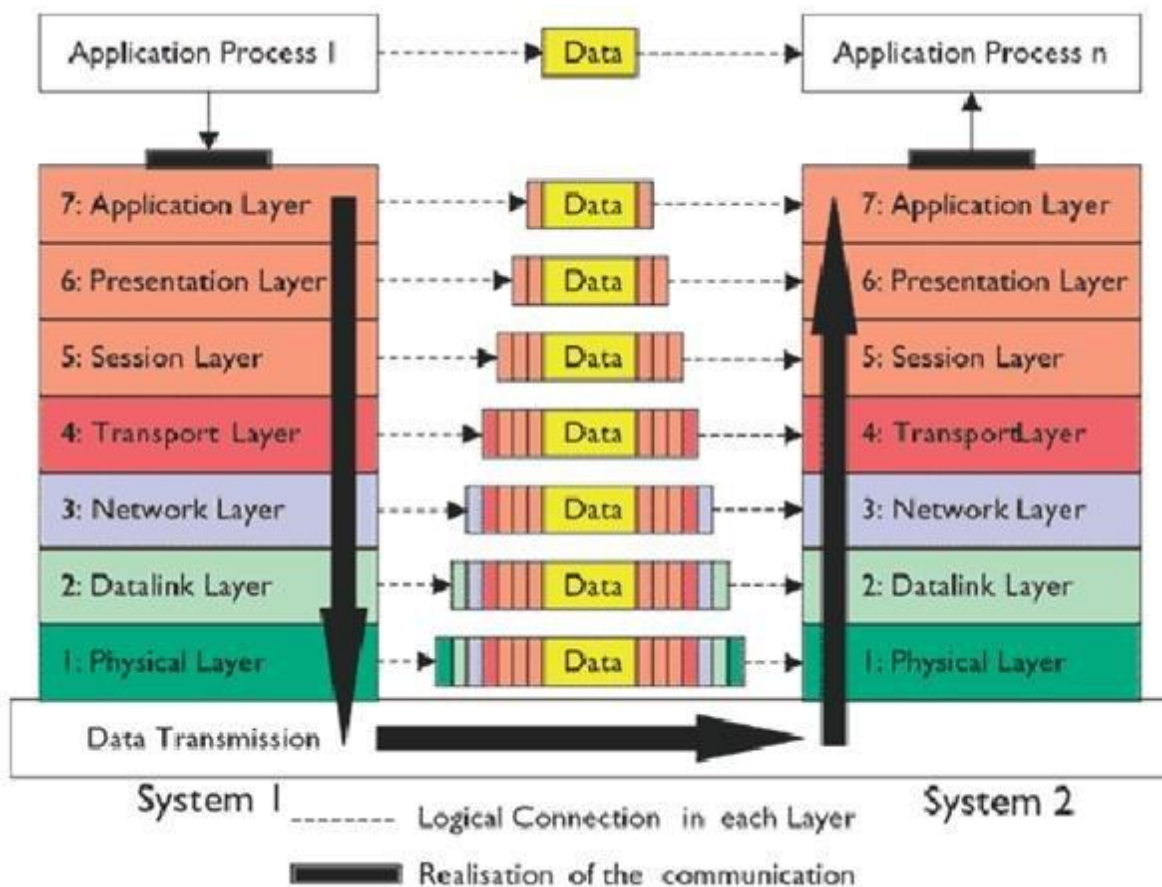 Application Process 1
Data
Application Process n
7: Application Layer
Data
7: Application Layer
6: Presentation Layer
Data
6: Presentation Layer
5: Session Layer
Data
5: Session Layer
4: Transport Layer
Data
4: TransportLayer
3: Network Layer
Data
3: Network Layer
2: Datalink Layer
Data
2: Datalink Layer
1: Physical Layer
Data
1: Physical Layer
Data Transmission
System 1
System 2
Logical Connection in each Layer
Realisation of the communication